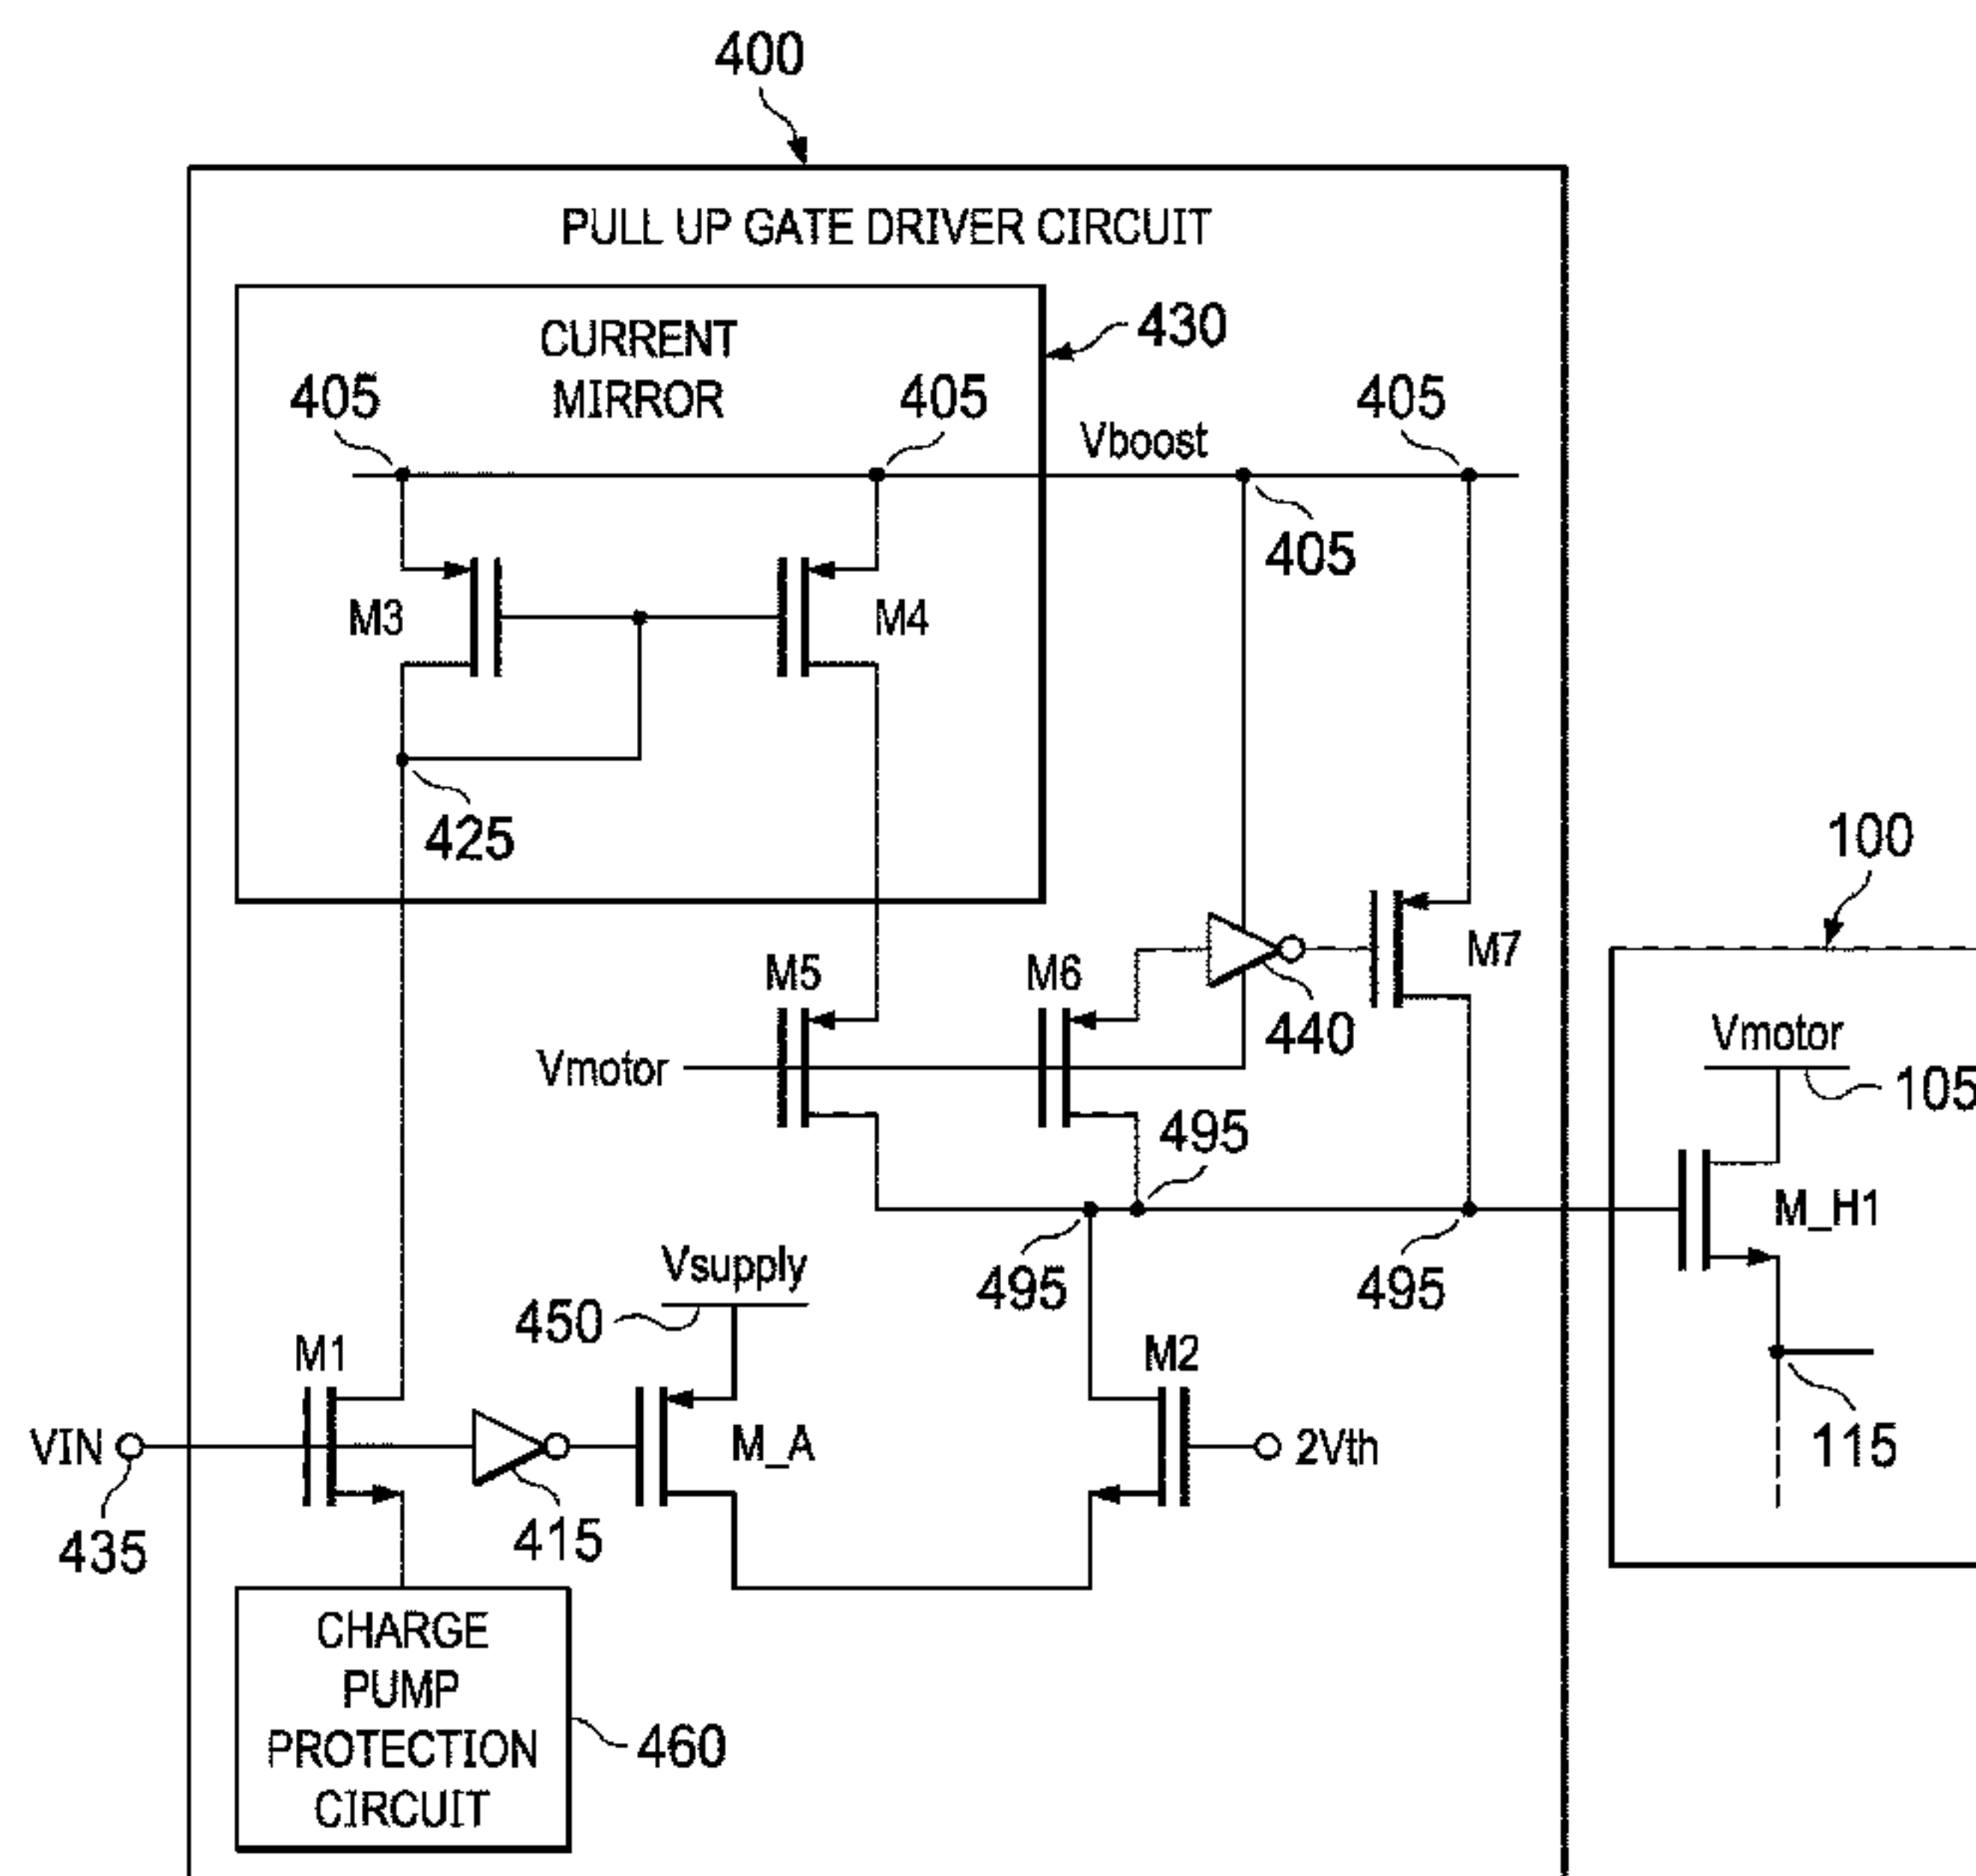 400
PULL UP GATE DRIVER CIRCUIT
CURRENT
MIRROR
430
405
405
Vboost
405
405
M3
M4
425
100
M5
M6
M7
440
Vmotor
Vmotor
105
495
M_H1
Vsupply
450
495
495
M1
M2
VIN
M_A
2Vth
115
435
415
CHARGE
PUMP
PROTECTION
CIRCUIT
460